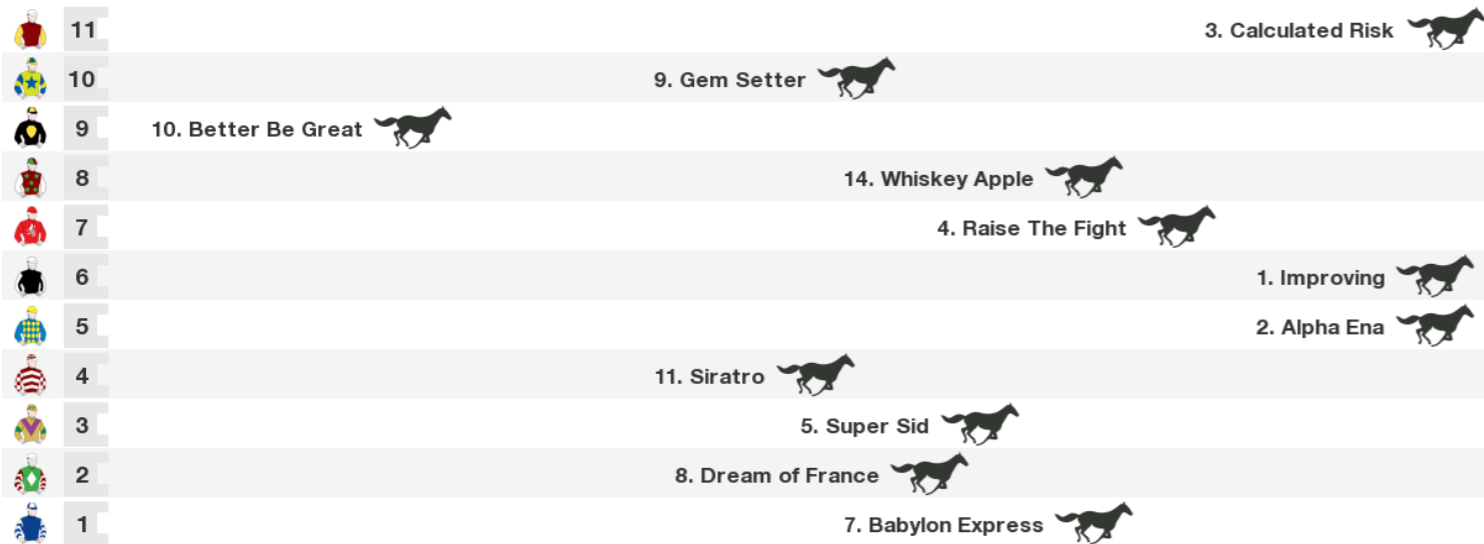 11 3. Calculated Risk
10 9. Gem Setter
9 10. Better Be Great
8 14. Whiskey Apple
7 4. Raise The Fight
6 1. Improving
5 2. Alpha Ena
4 11. Siratro
3 5. Super Sid
2 8. Dream of France
1 7. Babylon Express